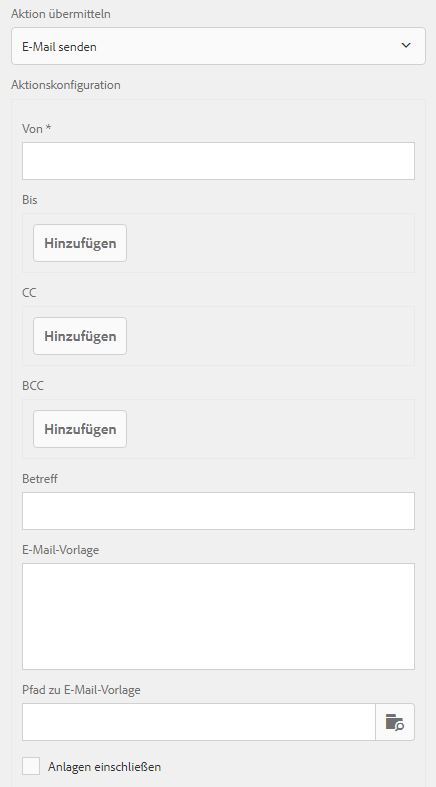 Aktion übermitteln
E-Mail senden
Aktionskonfiguration
Von *
Bis
Hinzufügen
CC
Hinzufügen
BCC
Hinzufügen
Betreff
E-Mail-Vorlage
Pfad zu E-Mail-Vorlage
Anlagen einschließen